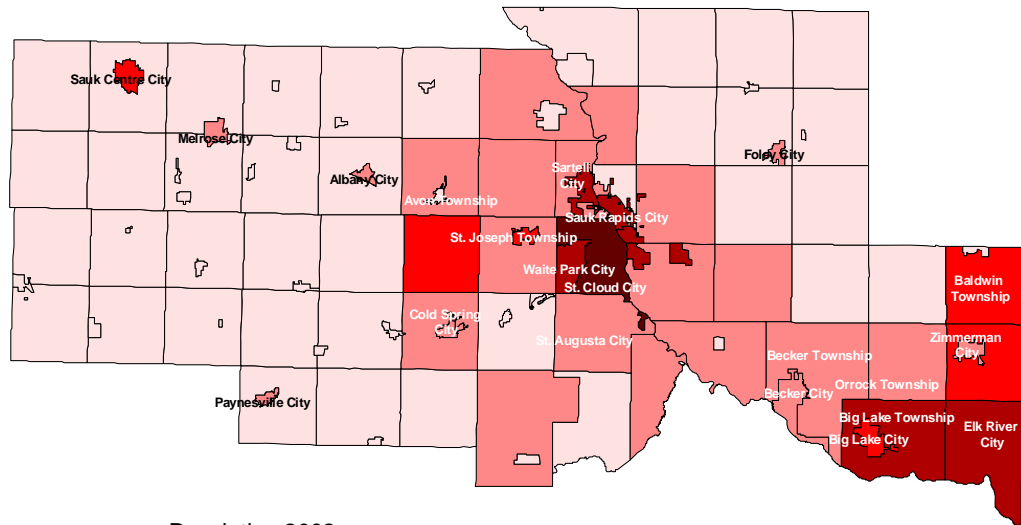 Sauk Centre City
Melrose City
Albany City
Foley City
Sartell
City
Avon Township
Sauk Rapids City
St. Joseph Township
Waite Park City
St. Cloud City
Baldwin
Township
Cold Spring
City
St. Augusta City
Zimmerman
City
Becker Township
Becker City
Orrock Township
Paynesville City
Big Lake Township
Big Lake City
Elk River
City